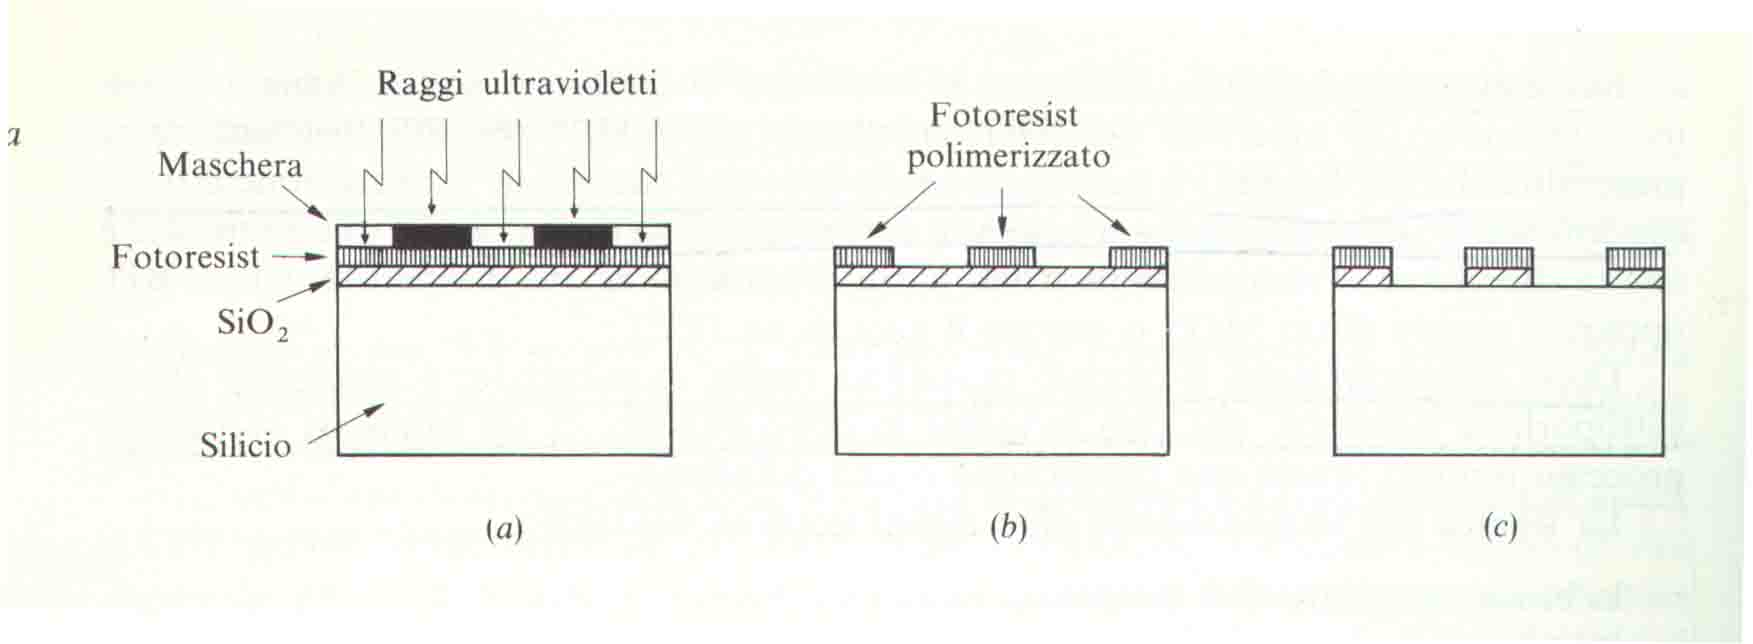 a
Raggi ultravioletti
Maschera
Fotoresist
SiO₂
Silicio
(a)
Fotoresist
polimerizzato
(b)
(c)